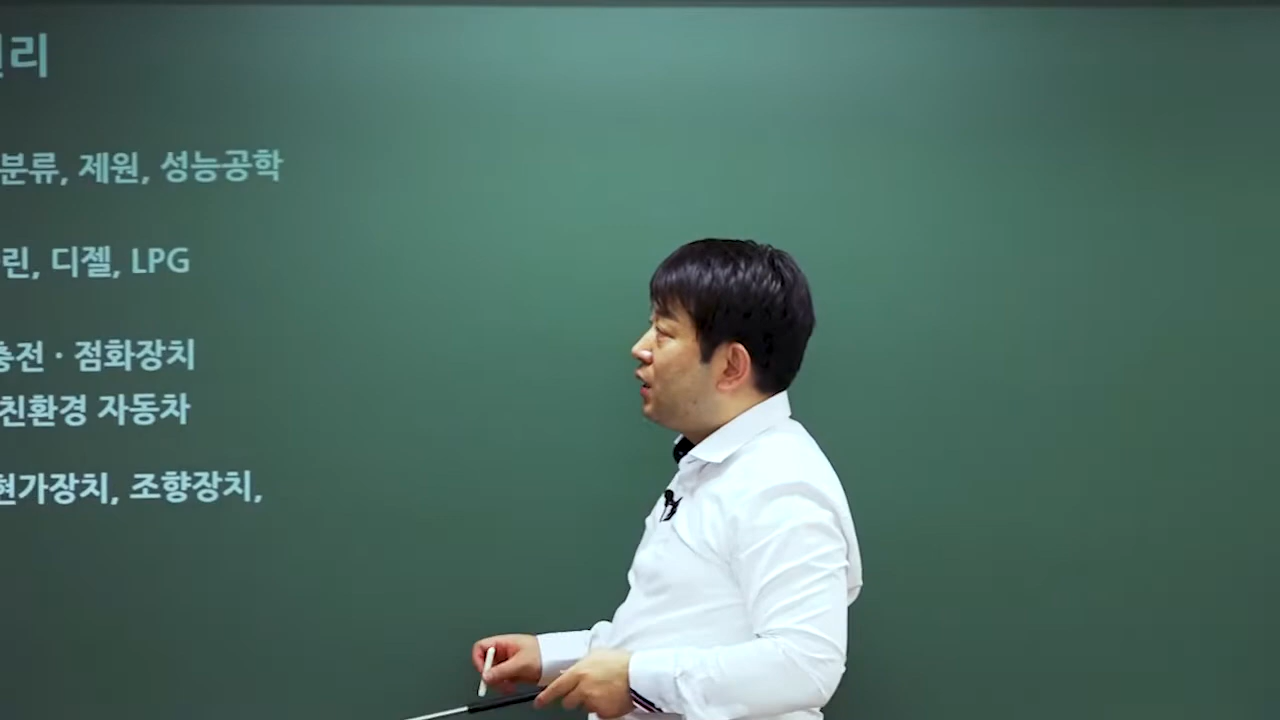 리
분류, 제원, 성능공학
린, 디젤, LPG
충전 · 점화장치
친환경 자동차
현가장치, 조향장치,